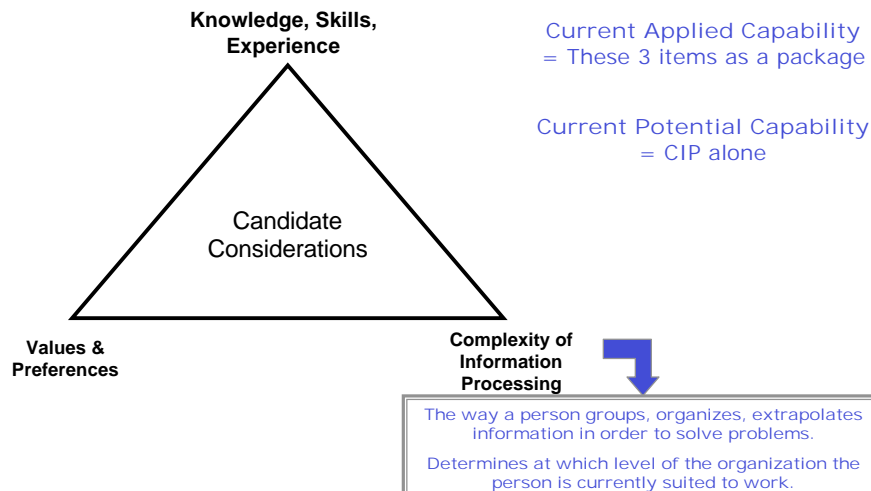 Knowledge, Skills,
Experience
Current Applied Capability
= These 3 items as a package
Current Potential Capability
= CIP alone
Candidate
Considerations
Values &
Preferences
Complexity of
Information
Processing
The way a person groups, organizes, extrapolates
information in order to solve problems.
Determines at which level of the organization the
person is currently suited to work.